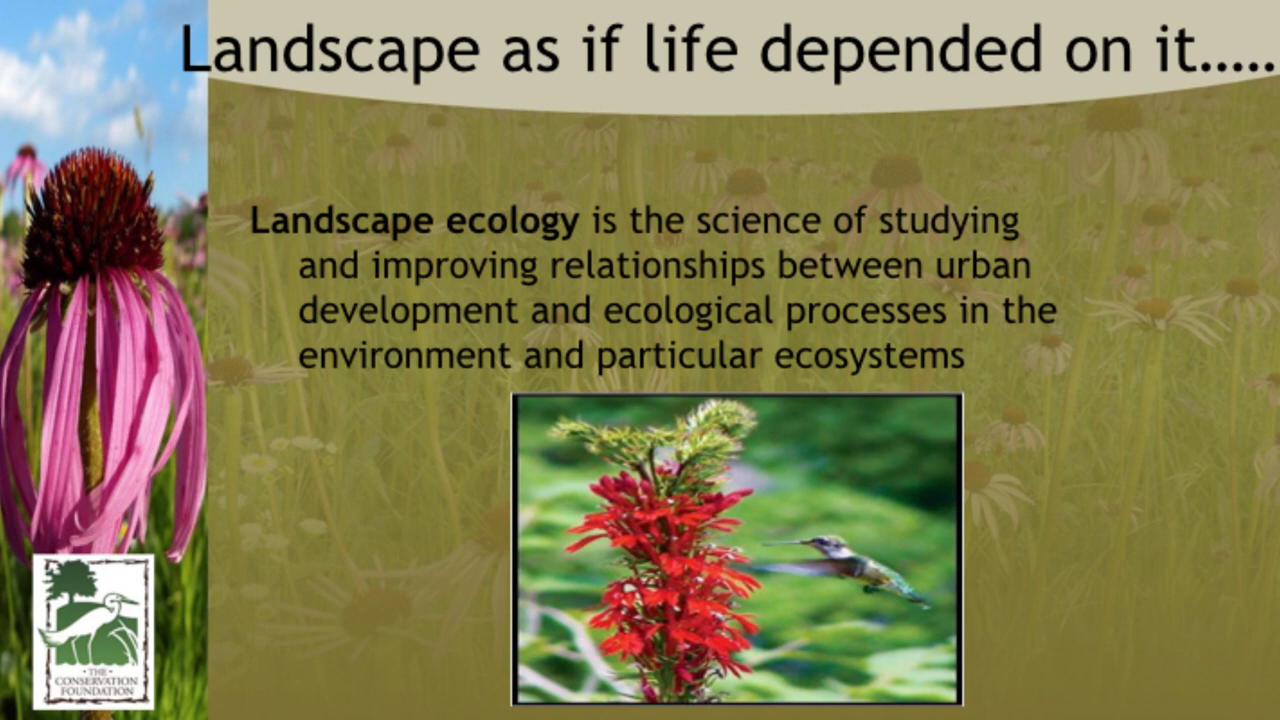 Landscape as if life depended on it.....
Landscape ecology is the science of studying
and improving relationships between urban
development and ecological processes in the
environment and particular ecosystems
• THE •
CONSERVATION
FOUNDATION